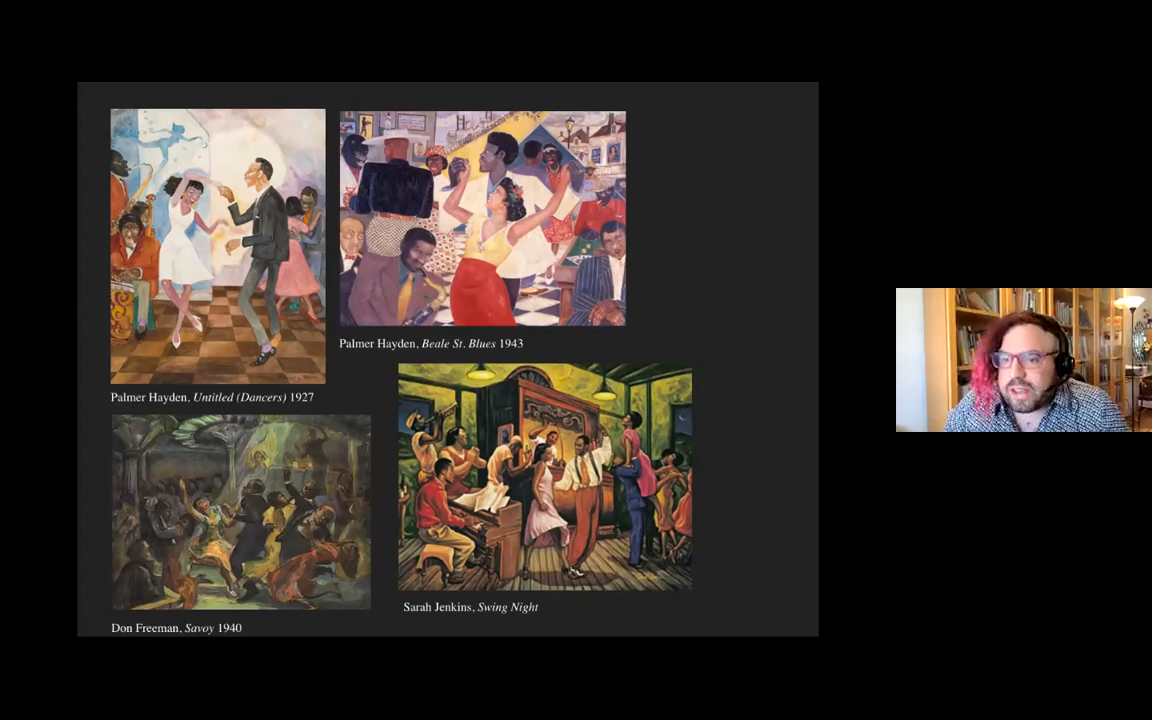 Palmer Hayden, Beale St. Blues 1943
Palmer Hayden, Untitled (Dancers) 1927
Sarah Jenkins, Swing Night
Don Freeman, Savoy 1940